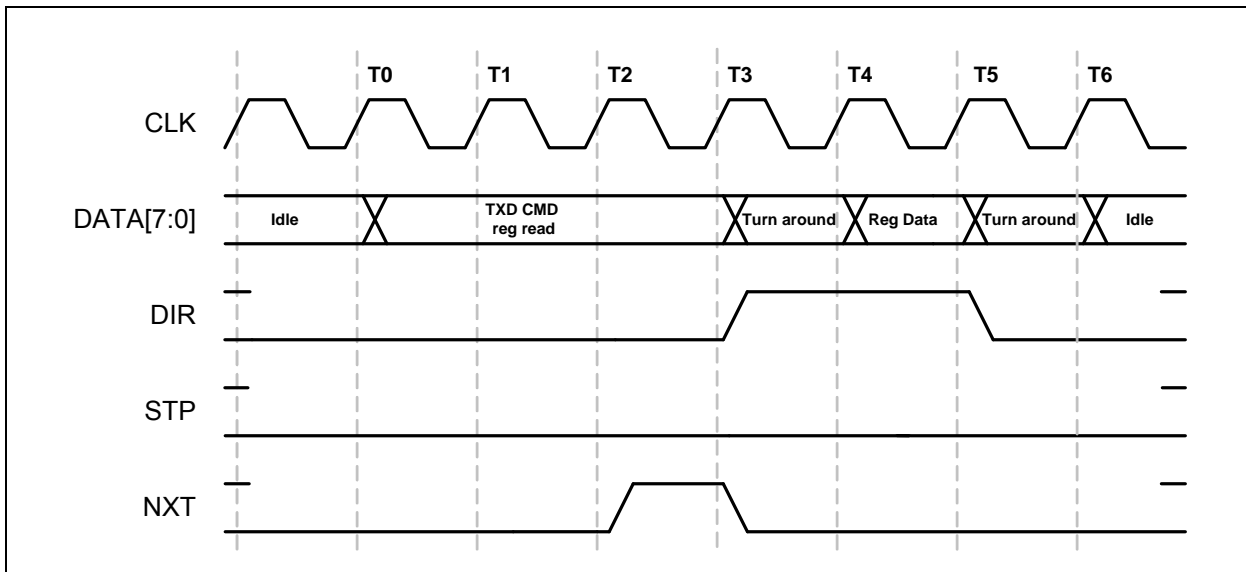 T0 T1 T2 T3 T4 T5 T6
CLK
DATA[7:0]
Idle
TXD CMD
reg read
Turn around
Reg Data
Turn around
Idle
DIR
STP
NXT